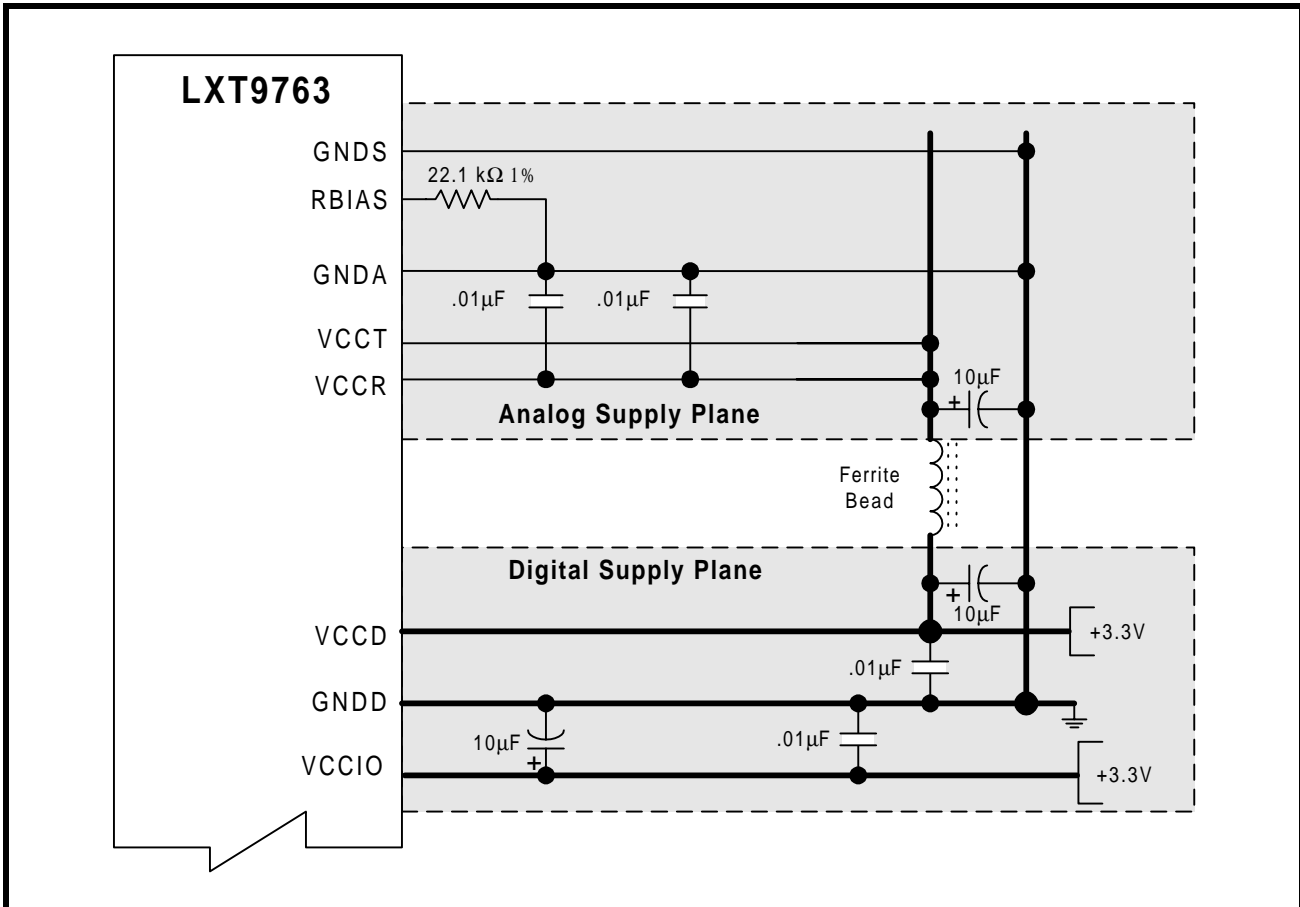 LXT9763
GNDS
22.1 kΩ 1%
RBIAS
GNDA
.01μF
.01μF
VCCT
VCCR
10μF
+
Analog Supply Plane
Ferrite
Bead
Digital Supply Plane
+
10μF
VCCD
+3.3V
.01μF
GNDD
10μF
+
.01μF
VCCIO
+3.3V